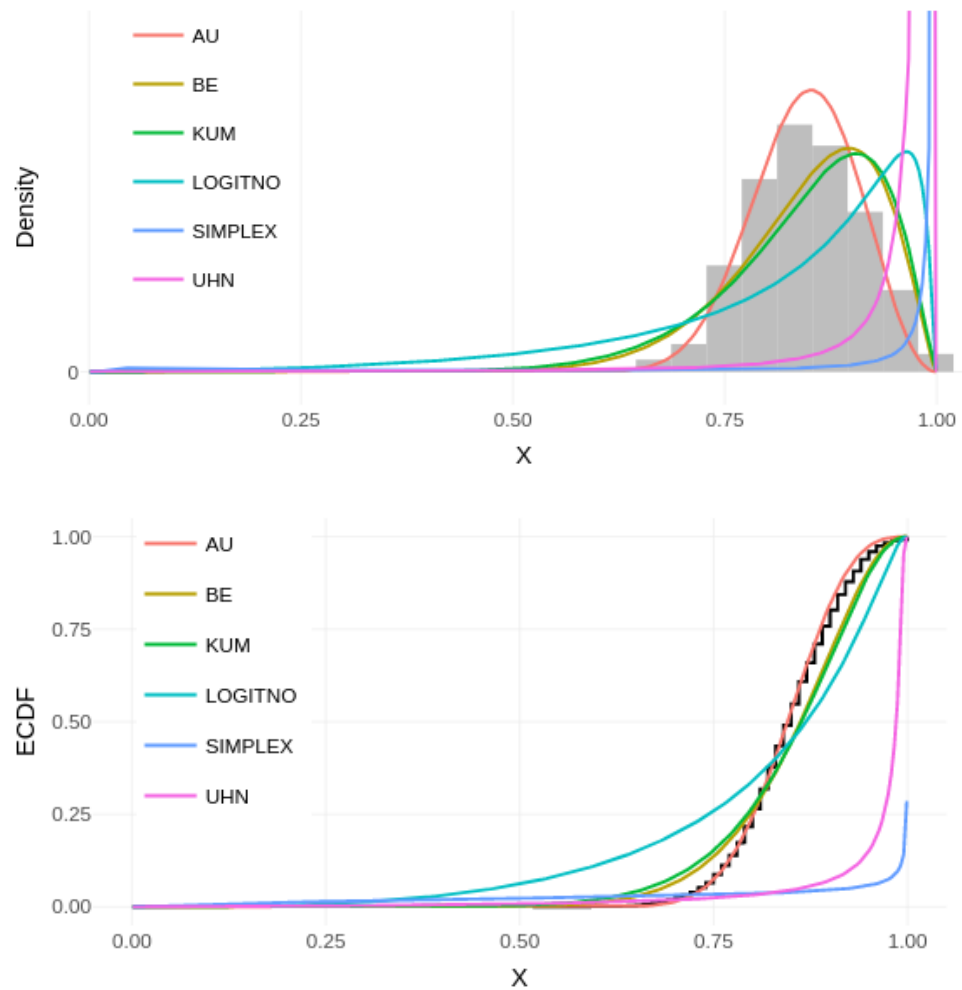 AU
BE
KUM
LOGITNO
SIMPLEX
UHN
Density
0
0.00 0.25 0.50 0.75 1.00
X
1.00
0.75
0.50
0.25
0.00
ECDF
AU
BE
KUM
LOGITNO
SIMPLEX
UHN
0.00 0.25 0.50 0.75 1.00
X